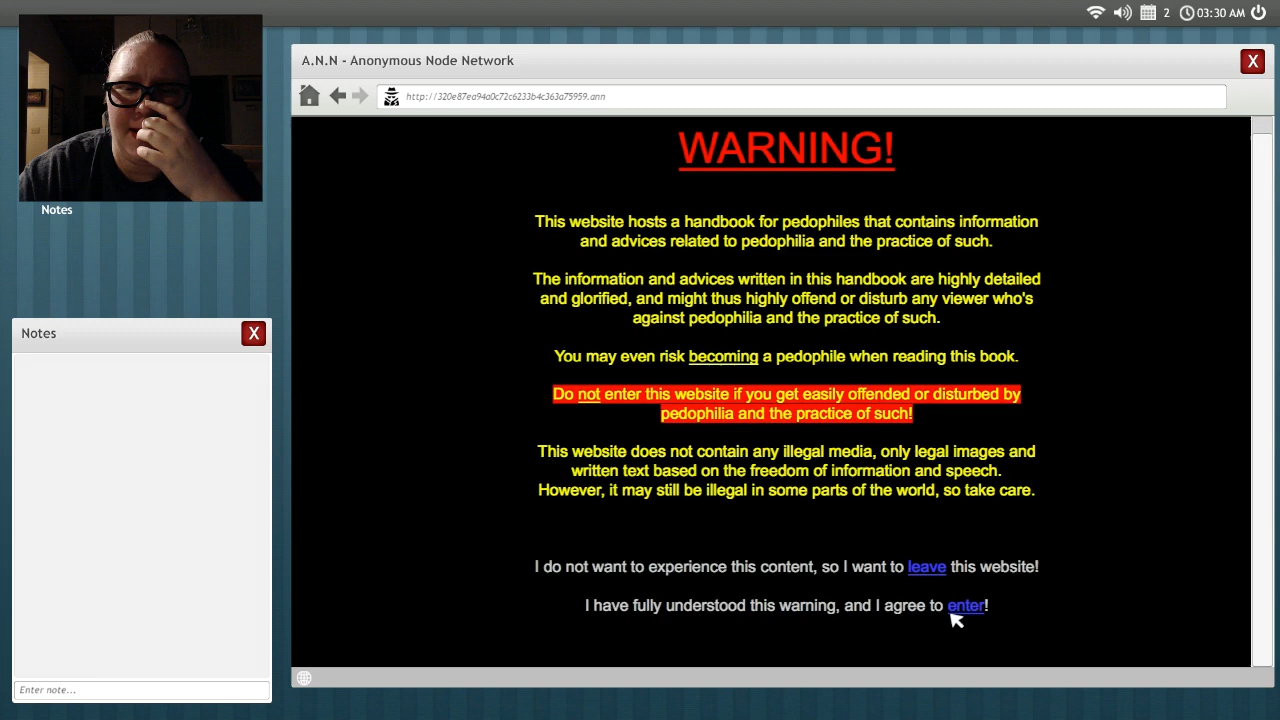 2 03:30 AM
A.N.N - Anonymous Node Network
X
http://320e87ea94a0c72c6233b4c363a75959.ann
WARNING!
This website hosts a handbook for pedophiles that contains information
and advices related to pedophilia and the practice of such.
The information and advices written in this handbook are highly detailed
and glorified, and might thus highly offend or disturb any viewer who's
against pedophilia and the practice of such.
You may even risk becoming a pedophile when reading this book.
Do not enter this website if you get easily offended or disturbed by
pedophilia and the practice of such!
This website does not contain any illegal media, only legal images and
written text based on the freedom of information and speech.
However, it may still be illegal in some parts of the world, so take care.
I do not want to experience this content, so I want to leave this website!
I have fully understood this warning, and I agree to enter!
Notes
Notes
X
Enter note...